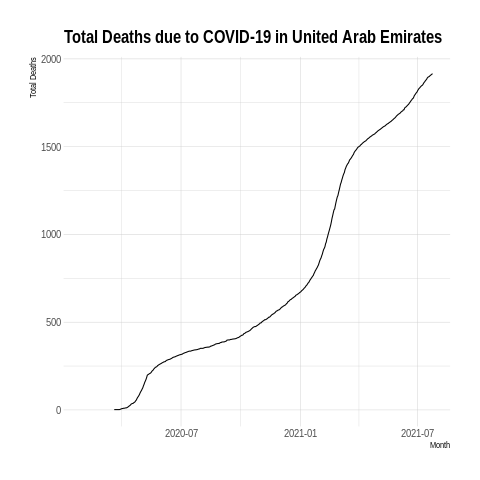 Total Deaths due to COVID-19 in United Arab Emirates
Total Deaths
2000
1500
1000
500
0
2020-07 2021-01 2021-07
Month